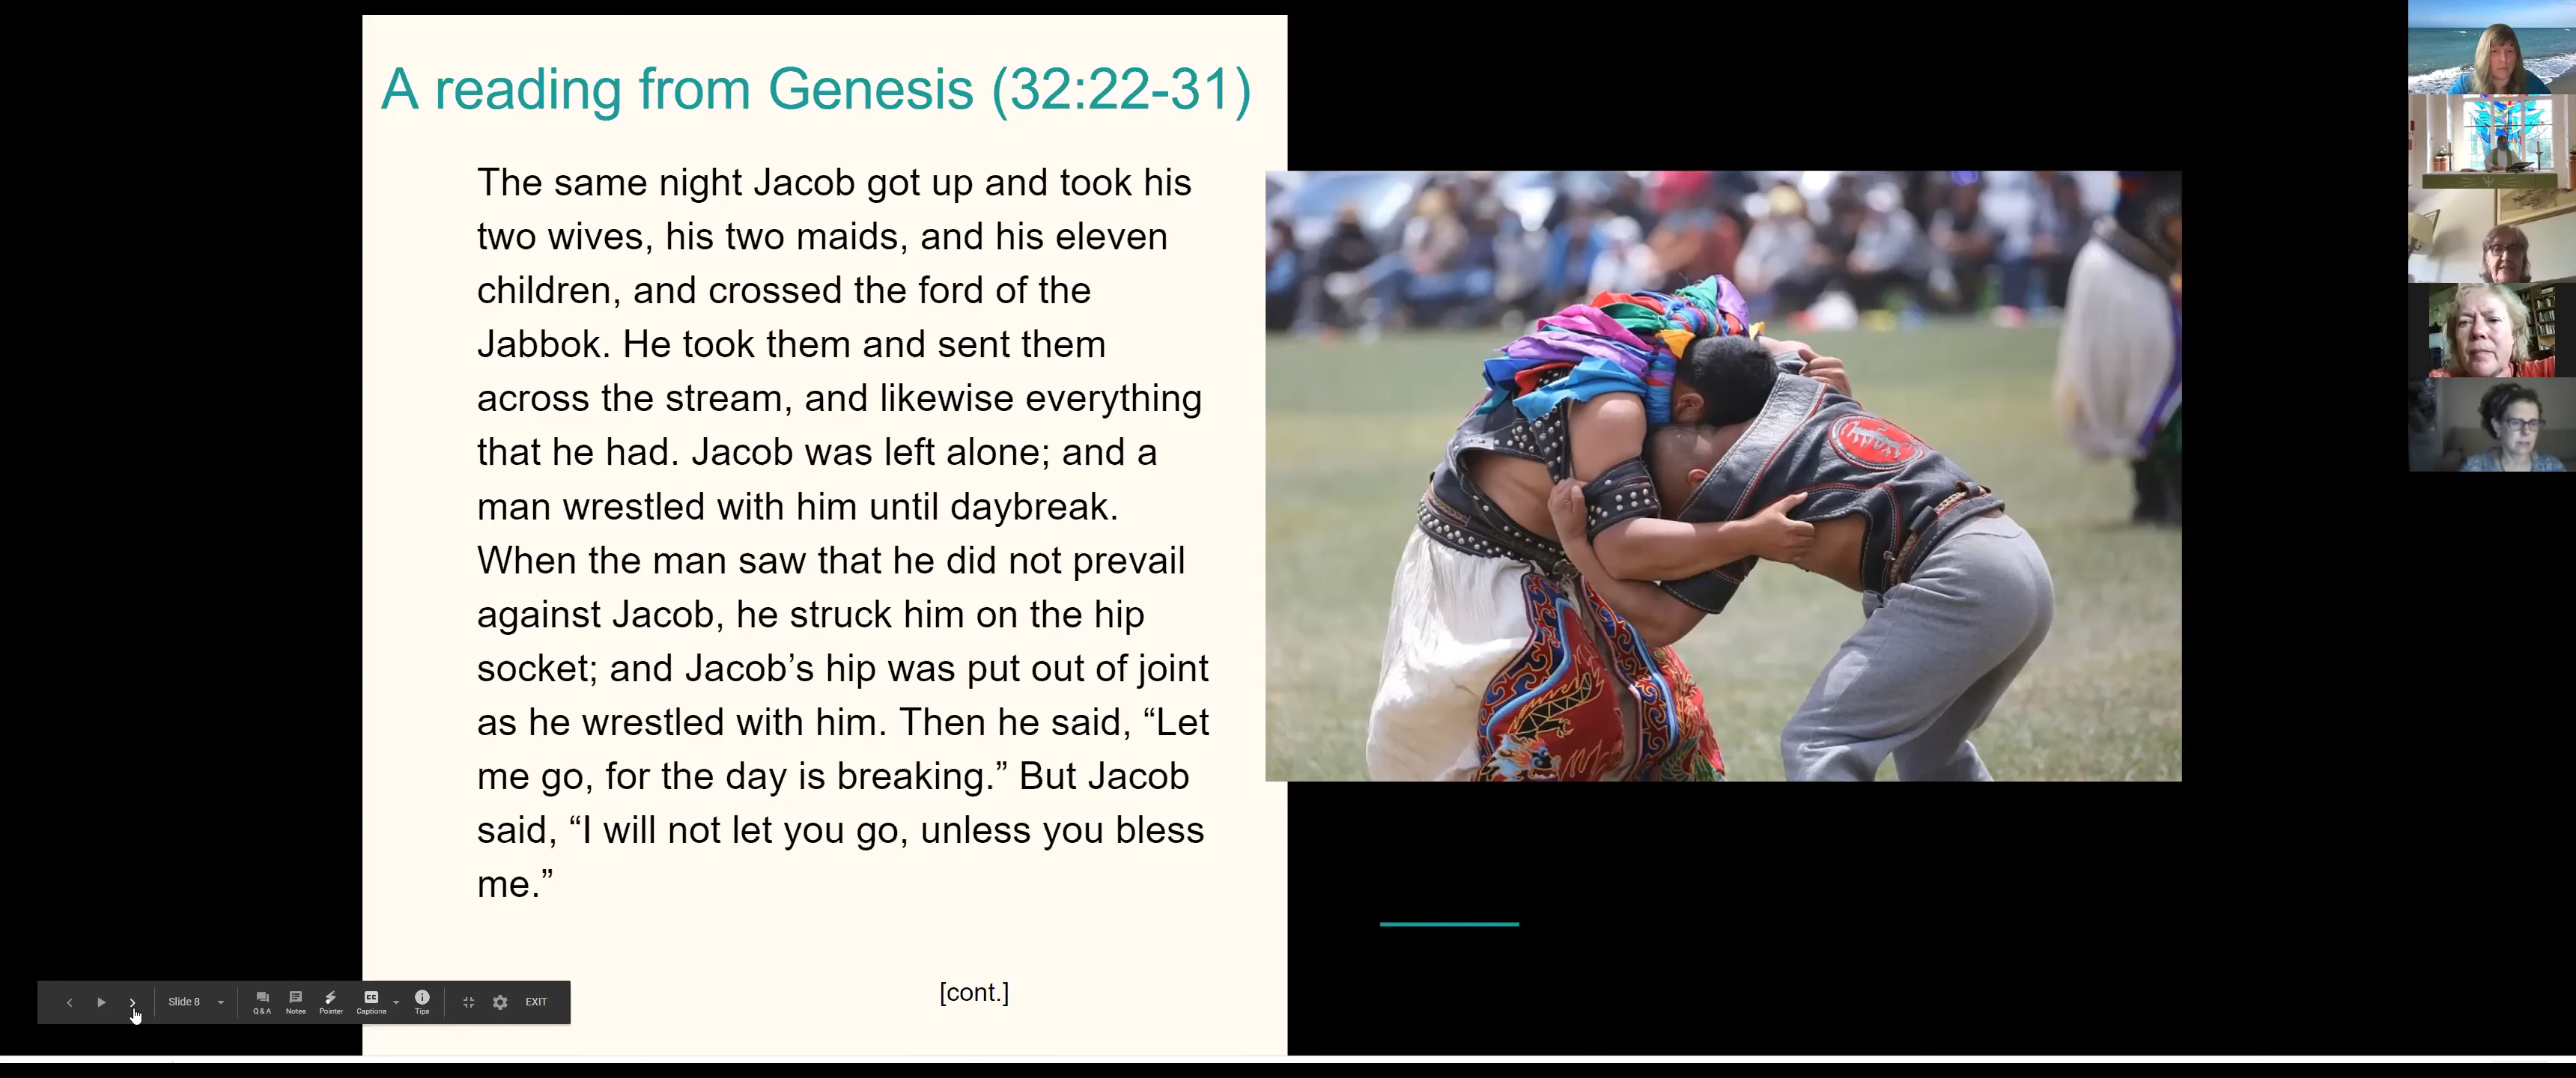 A reading from Genesis (32:22-31)
The same night Jacob got up and took his
two wives, his two maids, and his eleven
children, and crossed the ford of the
Jabbok. He took them and sent them
across the stream, and likewise everything
that he had. Jacob was left alone; and a
man wrestled with him until daybreak.
When the man saw that he did not prevail
against Jacob, he struck him on the hip
socket; and Jacob’s hip was put out of joint
as he wrestled with him. Then he said, “Let
me go, for the day is breaking.” But Jacob
said, “I will not let you go, unless you bless
me.”
[cont.]
Slide 8
Q & A
Notes
Pointer
CC
Captions
Tips
EXIT